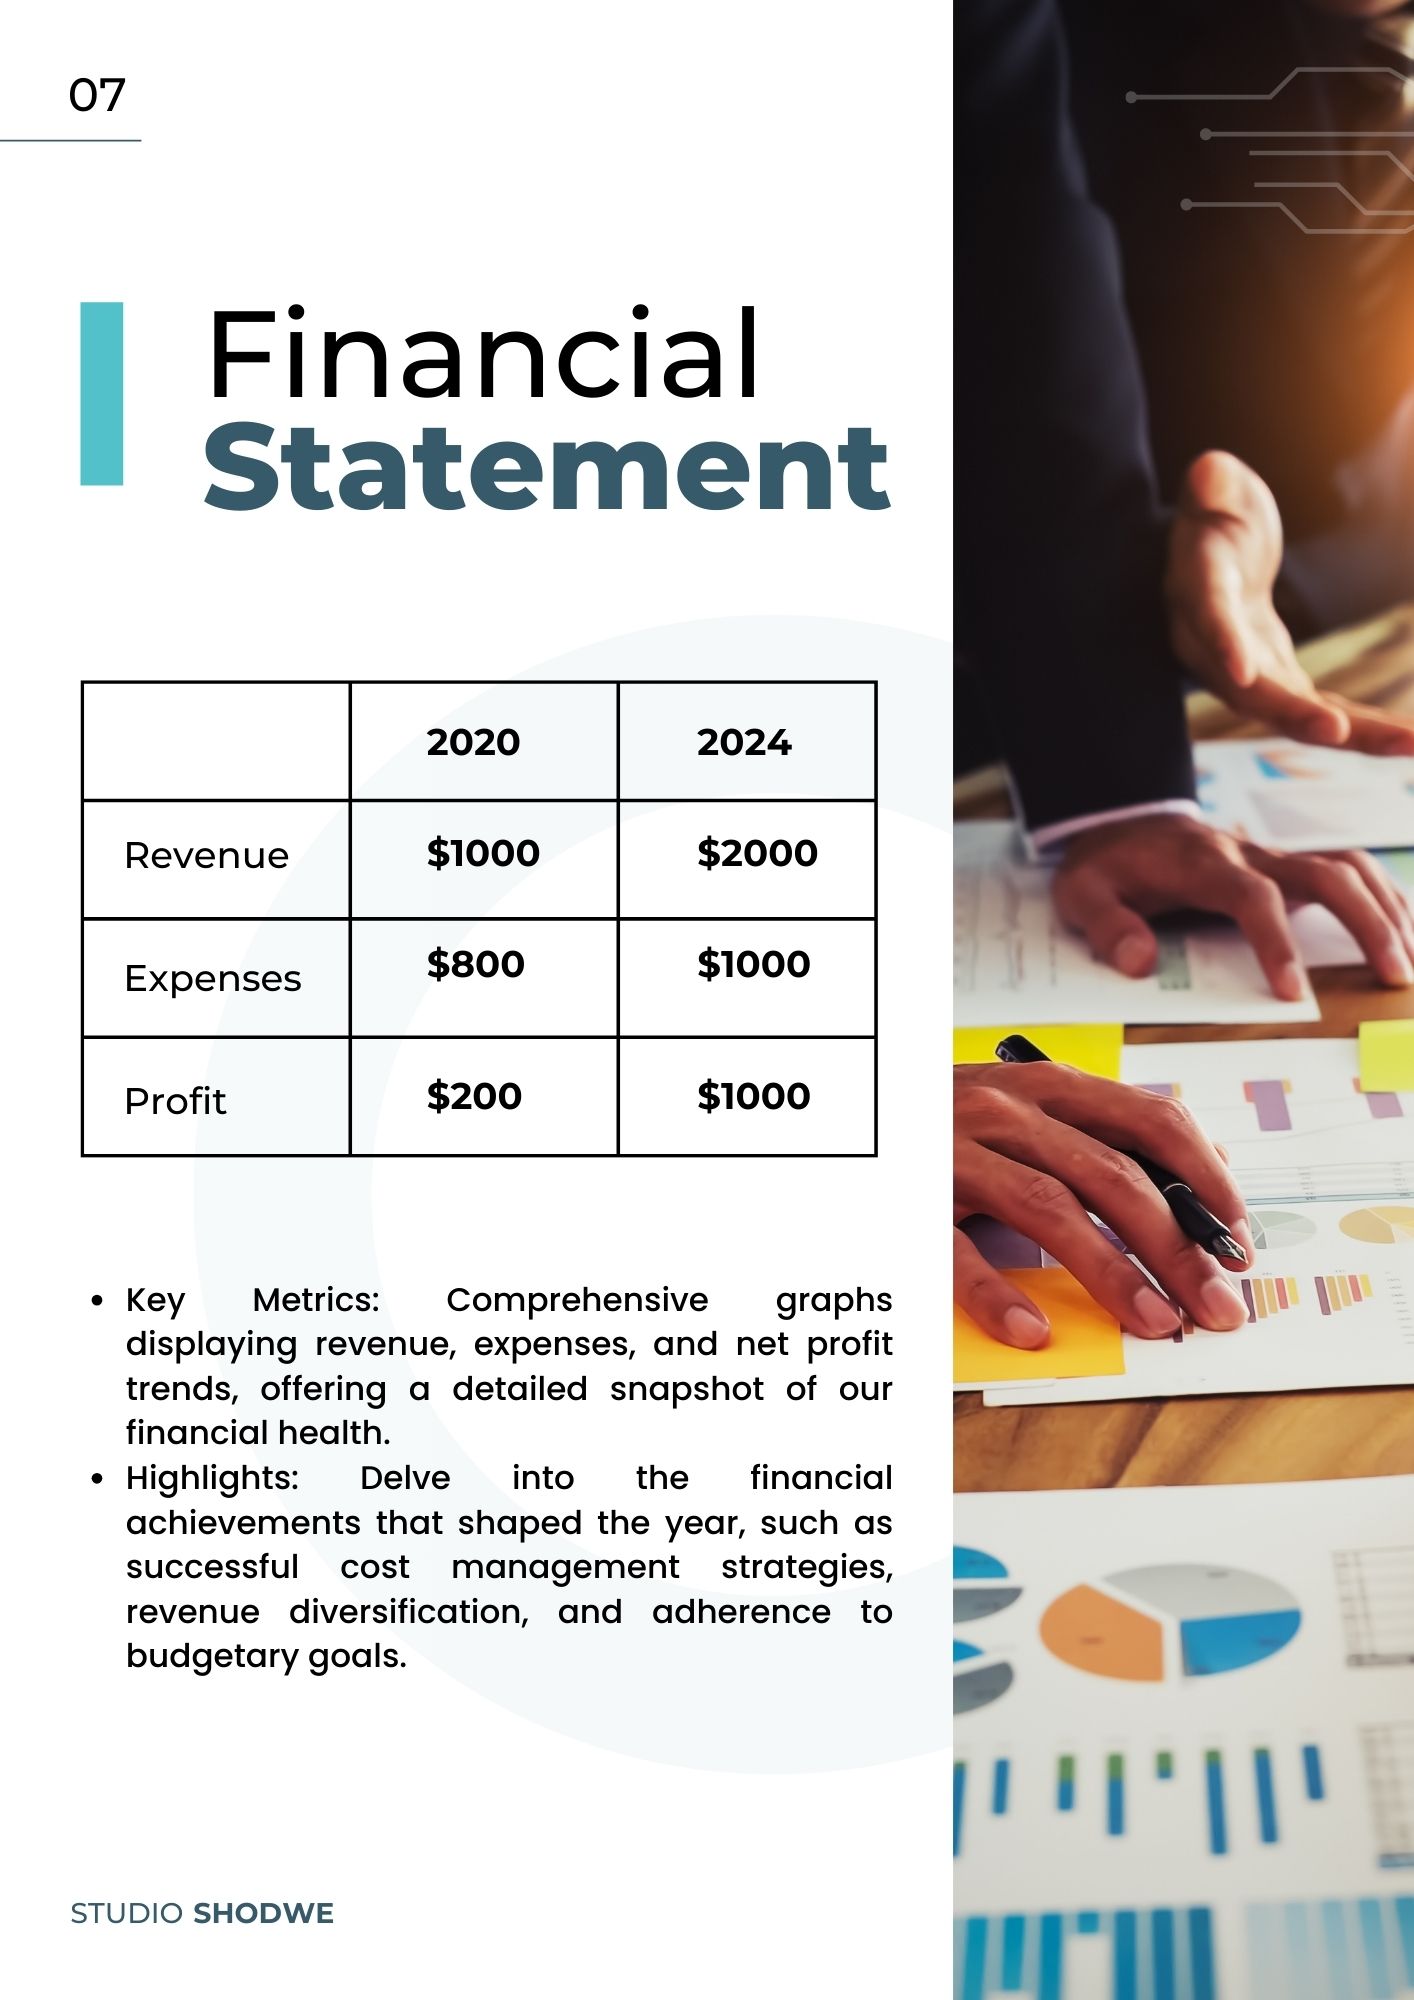 07
Financial
Statement
2020 2024
Revenue $1000 $2000
Expenses $800 $1000
Profit $200 $1000
• Key Metrics: Comprehensive graphs
displaying revenue, expenses, and net profit
trends, offering a detailed snapshot of our
financial health.
• Highlights: Delve into the financial
achievements that shaped the year, such as
successful cost management strategies,
revenue diversification, and adherence to
budgetary goals.
STUDIO SHODWE